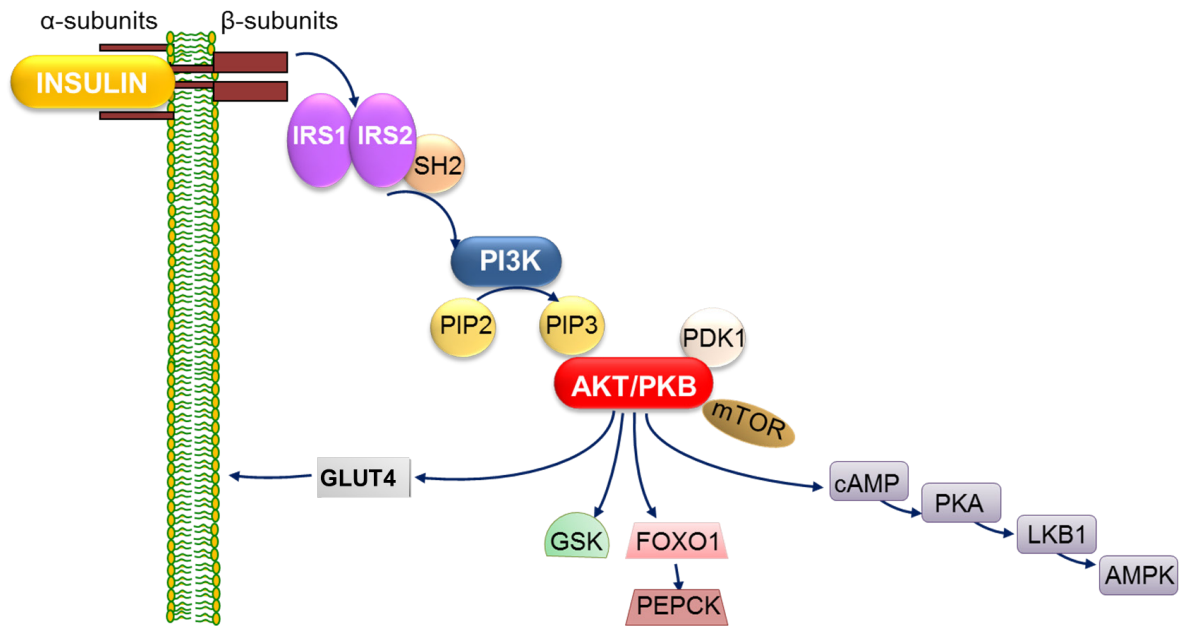 α-subunits
β-subunits
INSULIN
IRS1
IRS2
SH2
PI3K
PIP2
PIP3
PDK1
AKT/PKB
mTOR
GLUT4
cAMP
PKA
LKB1
AMPK
GSK
FOXO1
PEPCK